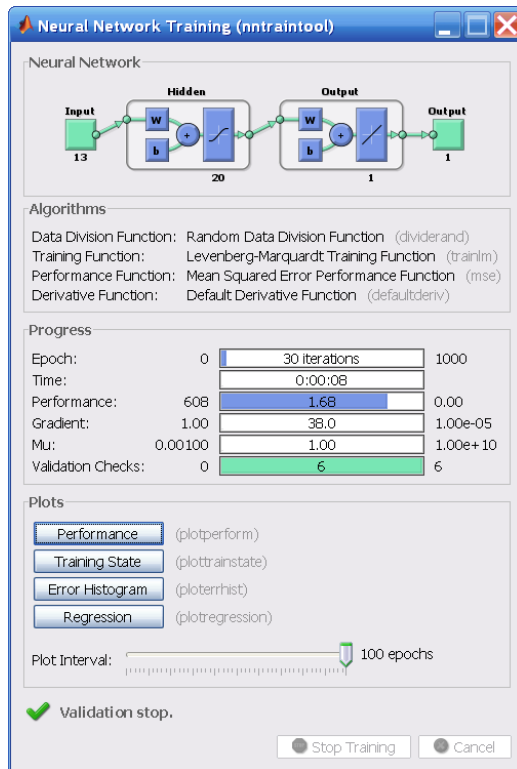 Neural Network Training (nntraintool)
Neural Network
Hidden Output
Input Output
W W
+ +
b b
13 20 1 1
Algorithms
Data Division Function: Random Data Division Function (dividerand)
Training Function: Levenberg-Marquardt Training Function (trainlm)
Performance Function: Mean Squared Error Performance Function (mse)
Derivative Function: Default Derivative Function (defaultderiv)
Progress
Epoch: 0 30 iterations 1000
Time: 0:00:08
Performance: 608 1.68 0.00
Gradient: 1.00 38.0 1.00e-05
Mu: 0.00100 1.00 1.00e+10
Validation Checks: 0 6 6
Plots
Performance (plotperform)
Training State (plottrainstate)
Error Histogram (ploterrhist)
Regression (plotregression)
Plot Interval: 100 epochs
Validation stop.
Stop Training Cancel